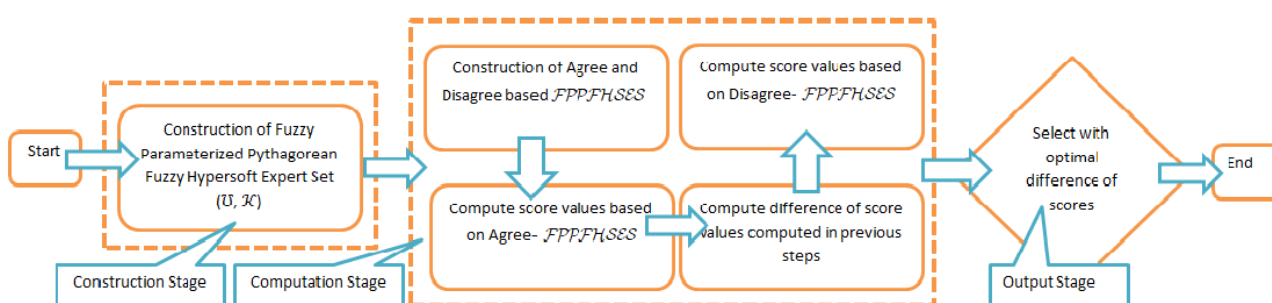 Start
Construction of Fuzzy
Parameterized Pythagorean
Fuzzy Hypersoft Expert Set
(℧, 𝒦)
Construction Stage
Construction of Agree and
Disagree based ℱ𝒫𝒫ℱℋ𝒮ℰ𝒮
Compute score values based
on Agree- ℱ𝒫𝒫ℱℋ𝒮ℰ𝒮
Computation Stage
Compute score values based
on Disagree- ℱ𝒫𝒫ℱℋ𝒮ℰ𝒮
Compute difference of score
values computed in previous
steps
Select with
optimal
difference of
scores
Output Stage
End